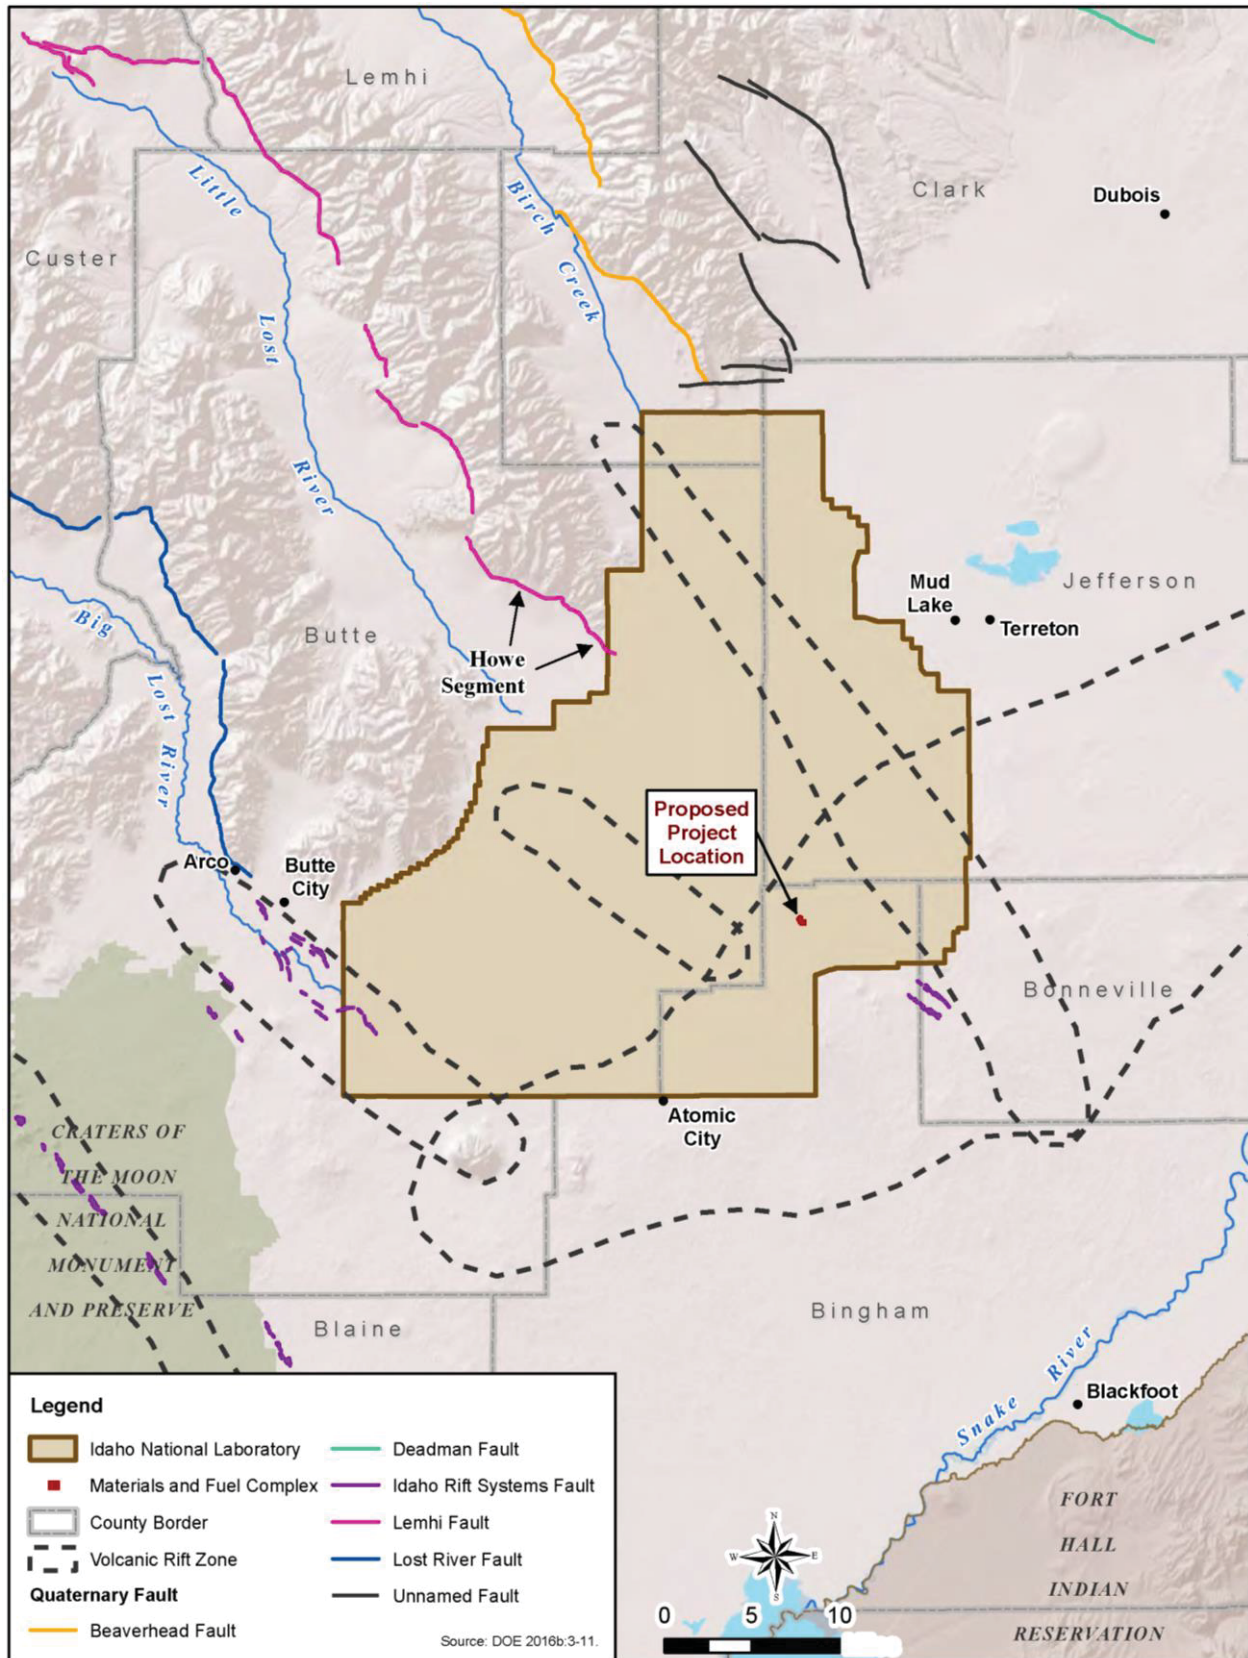 Lemhi
Clark
Dubois
Little
Birch
Creek
Custer
Lost
River
Mud
Lake
Jefferson
Terreton
Big
Butte
Howe
Segment
Lost
River
Proposed
Project
Location
Arco
Butte
City
Bonneville
Atomic
City
CRATERS OF
THE MOON
NATIONAL
MONUMENT
AND PRESERVE
Blaine
Bingham
Snake
River
Blackfoot
FORT
HALL
INDIAN
RESERVATION
N
W
E
S
0
5
10
Legend
Idaho National Laboratory
Materials and Fuel Complex
County Border
Volcanic Rift Zone
Quaternary Fault
Beaverhead Fault
Deadman Fault
Idaho Rift Systems Fault
Lemhi Fault
Lost River Fault
Unnamed Fault
Source: DOE 2016b:3-11.